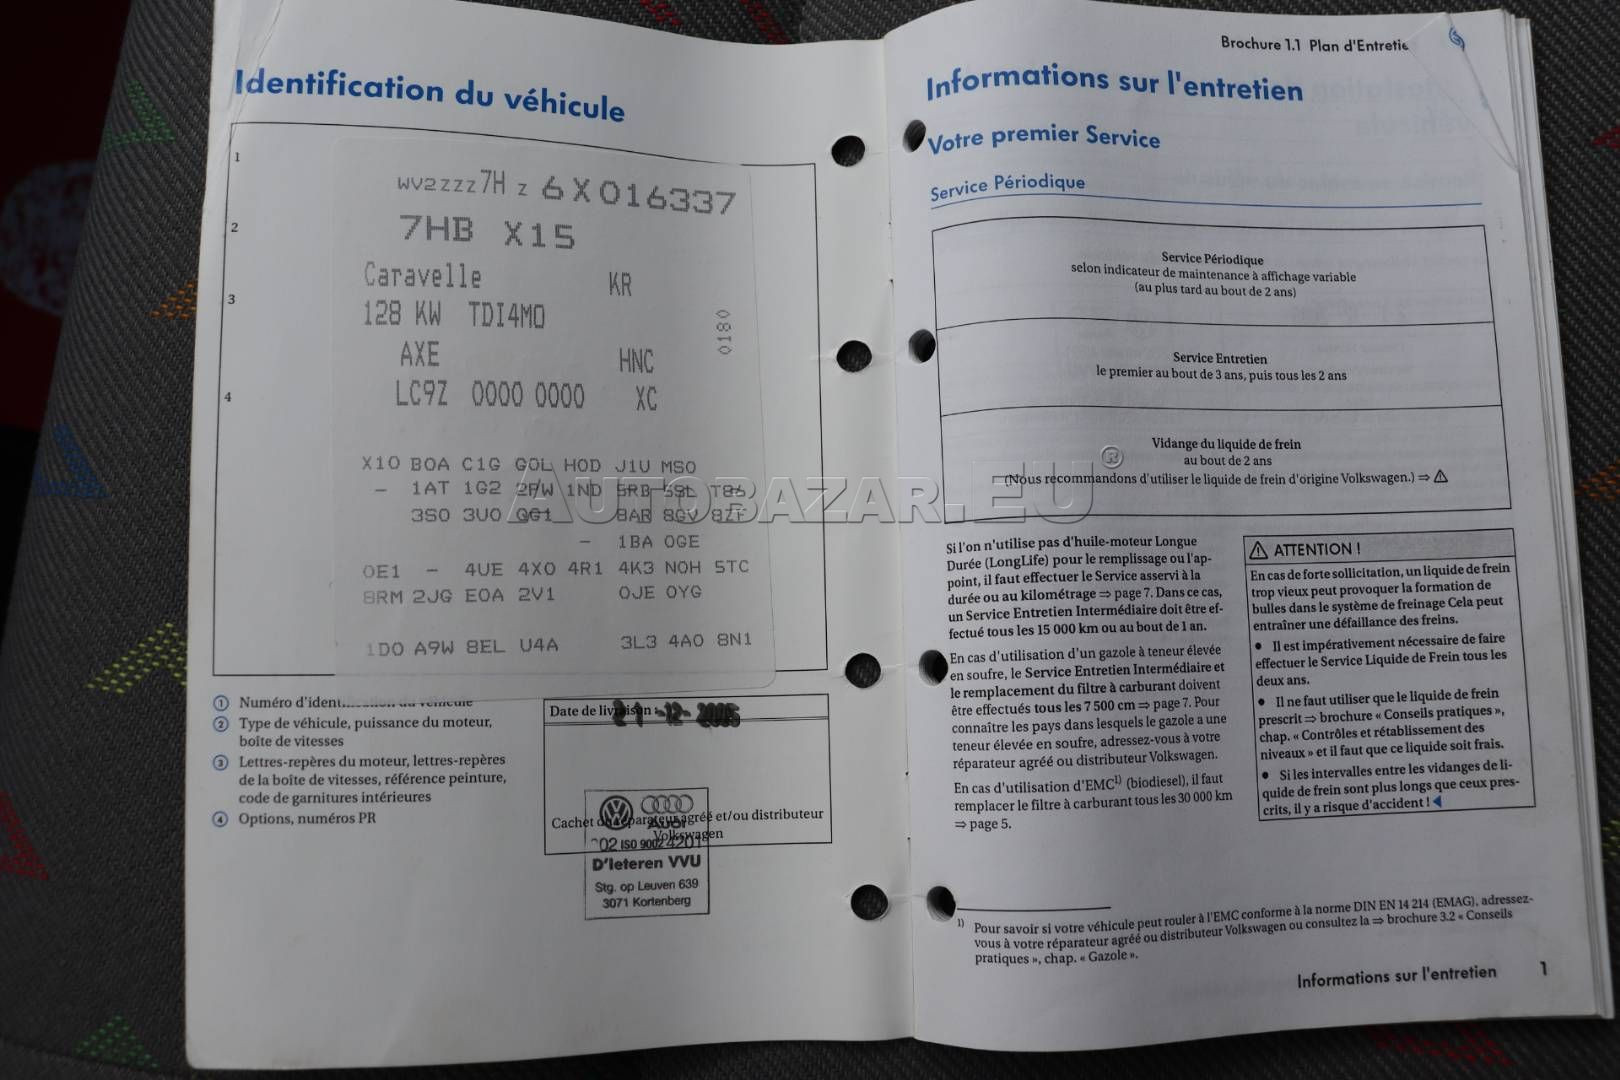 Identification du véhicule
1
WV2ZZZ7H Z 6X016337
2
7HB X15
Caravelle KR
3
128 KW TDI4MO
0180
AXE HNC
4
LC9Z 0000 0000 XC
X10 B0A C1G G0L H0D J1U MS0
- 1AT 1G2 2PW 1ND 5RB 5SL T86
3S0 3U0 QG1 8AR 8GV 8ZF
- 1BA 0GE
0E1 - 4UE 4X0 4R1 4K3 N0H 5TC
8RM 2JG E0A 2V1 0JE 0YG
1D0 A9W 8EL U4A 3L3 4A0 8N1
① Numéro d'identification du véhicule
② Type de véhicule, puissance du moteur,
boîte de vitesses
③ Lettres-repères du moteur, lettres-repères
de la boîte de vitesses, référence peinture,
code de garnitures intérieures
④ Options, numéros PR
Date de livraison :
21-12-2005
Cachet du réparateur agréé et/ou distributeur
Volkswagen
Audi
02 ISO 9002 4201
D'Ieteren VVU
Stg. op Leuven 639
3071 Kortenberg
Brochure 1.1 Plan d'Entretie
Informations sur l'entretien
Votre premier Service
Service Périodique
Service Périodique
selon indicateur de maintenance à affichage variable
(au plus tard au bout de 2 ans)
Service Entretien
le premier au bout de 3 ans, puis tous les 2 ans
Vidange du liquide de frein
au bout de 2 ans
(Nous recommandons d'utiliser le liquide de frein d'origine Volkswagen.) ⇒ ⚠
AUTOBAZAR.EU®
Si l'on n'utilise pas d'huile-moteur Longue
Durée (LongLife) pour le remplissage ou l'ap-
point, il faut effectuer le Service asservi à la
durée ou au kilométrage ⇒ page 7. Dans ce cas,
un Service Entretien Intermédiaire doit être ef-
fectué tous les 15 000 km ou au bout de 1 an.
En cas d'utilisation d'un gazole à teneur élevée
en soufre, le Service Entretien Intermédiaire et
le remplacement du filtre à carburant doivent
être effectués tous les 7 500 cm ⇒ page 7. Pour
connaître les pays dans lesquels le gazole a une
teneur élevée en soufre, adressez-vous à votre
réparateur agréé ou distributeur Volkswagen.
En cas d'utilisation d'EMC1) (biodiesel), il faut
remplacer le filtre à carburant tous les 30 000 km
⇒ page 5.
⚠ ATTENTION !
En cas de forte sollicitation, un liquide de frein
trop vieux peut provoquer la formation de
bulles dans le système de freinage Cela peut
entraîner une défaillance des freins.
• Il est impérativement nécessaire de faire
effectuer le Service Liquide de Frein tous les
deux ans.
• Il ne faut utiliser que le liquide de frein
prescrit ⇒ brochure « Conseils pratiques »,
chap. « Contrôles et rétablissement des
niveaux » et il faut que ce liquide soit frais.
• Si les intervalles entre les vidanges de li-
quide de frein sont plus longs que ceux pres-
crits, il y a risque d'accident ! ◀
1) Pour savoir si votre véhicule peut rouler à l'EMC conforme à la norme DIN EN 14 214 (EMAG), adressez-
vous à votre réparateur agréé ou distributeur Volkswagen ou consultez la ⇒ brochure 3.2 « Conseils
pratiques », chap. « Gazole ».
Informations sur l'entretien 1